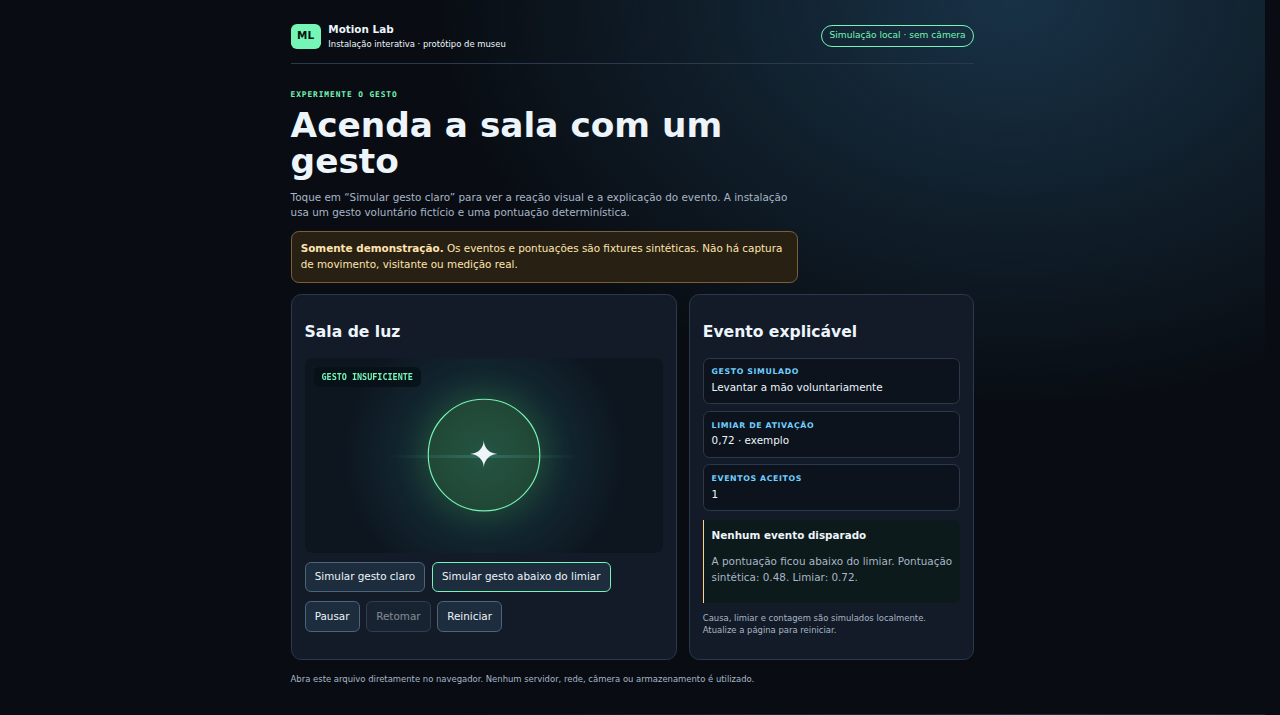 ML
Motion Lab
Instalação interativa · protótipo de museu
Simulação local · sem câmera
EXPERIMENTE O GESTO
Acenda a sala com um
gesto
Toque em “Simular gesto claro” para ver a reação visual e a explicação do evento. A instalação
usa um gesto voluntário fictício e uma pontuação determinística.
Somente demonstração. Os eventos e pontuações são fixtures sintéticas. Não há captura
de movimento, visitante ou medição real.
Sala de luz
GESTO INSUFICIENTE
Simular gesto claro
Simular gesto abaixo do limiar
Pausar
Retomar
Reiniciar
Evento explicável
GESTO SIMULADO
Levantar a mão voluntariamente
LIMIAR DE ATIVAÇÃO
0,72 · exemplo
EVENTOS ACEITOS
1
Nenhum evento disparado
A pontuação ficou abaixo do limiar. Pontuação
sintética: 0.48. Limiar: 0.72.
Causa, limiar e contagem são simulados localmente.
Atualize a página para reiniciar.
Abra este arquivo diretamente no navegador. Nenhum servidor, rede, câmera ou armazenamento é utilizado.